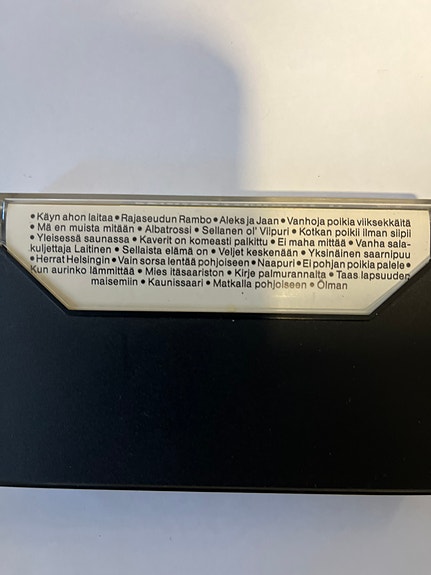 • Käyn ahon laitaa • Rajaseudun Rambo • Aleks ja Jaan • Vanhoja poikia viiksekkäitä
• Mä en muista mitään • Albatrossi • Sellanen ol' Viipuri • Kotkan poikii ilman siipii
• Yleisessä saunassa • Kaverit on komeasti palkittu • Ei maha mittää • Vanha sala-
kuljettaja Laitinen • Sellaista elämä on • Veljet keskenään • Yksinäinen saarnipuu
• Herrat Helsingin • Vain sorsa lentää pohjoiseen • Naapuri • Ei pohjan poikia palele •
Kun aurinko lämmittää • Mies itäsaariston • Kirje palmurannalta • Taas lapsuuden
maisemiin • Kaunissaari • Matkalla pohjoiseen • Ölman